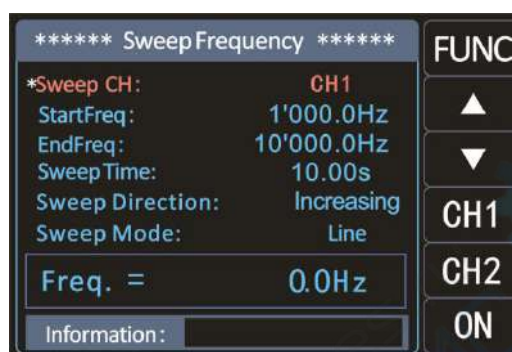 ****** Sweep Frequency ******
*Sweep CH: CH1
StartFreq: 1'000.0Hz
EndFreq: 10'000.0Hz
Sweep Time: 10.00s
Sweep Direction: Increasing
Sweep Mode: Line
Freq. = 0.0Hz
Information:
FUNC
▲
▼
CH1
CH2
ON